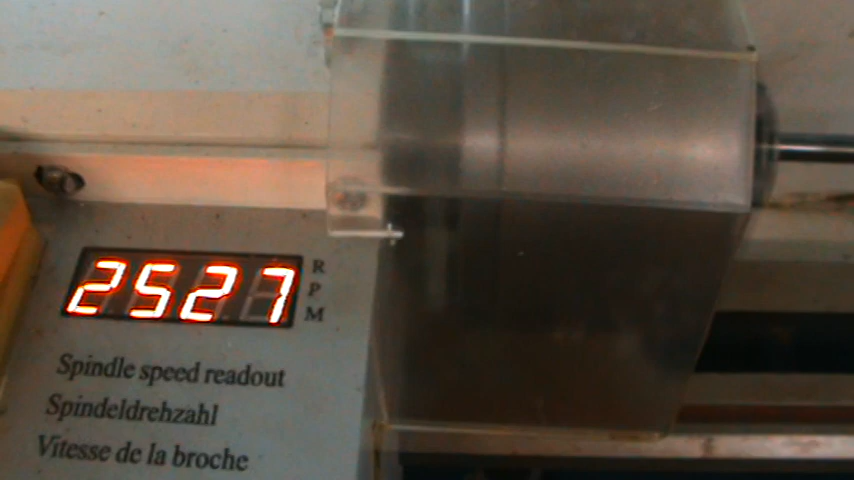 2527
R
P
M
Spindle speed readout
Spindeldrehzahl
Vitesse de la broche